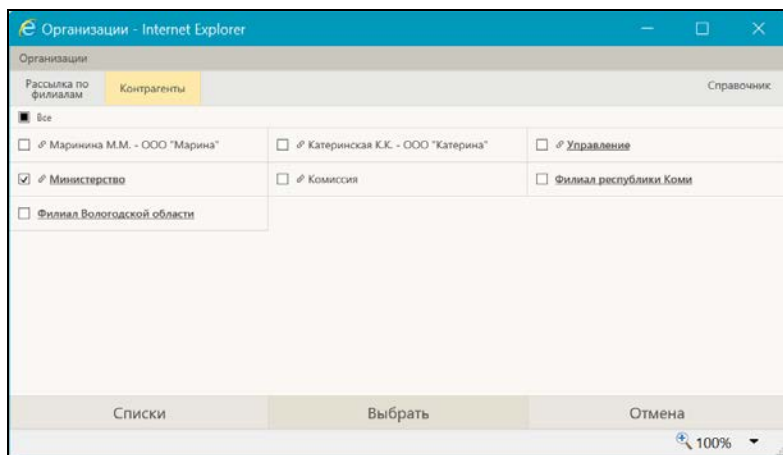 Организации - Internet Explorer
Организации
Рассылка по
филиалам
Контрагенты
Справочник
Все
Маринина М.М. - ООО "Марина"
Катеринская К.К. - ООО "Катерина"
Управление
Министерство
Комиссия
Филиал республики Коми
Филиал Вологодской области
Списки
Выбрать
Отмена
100%